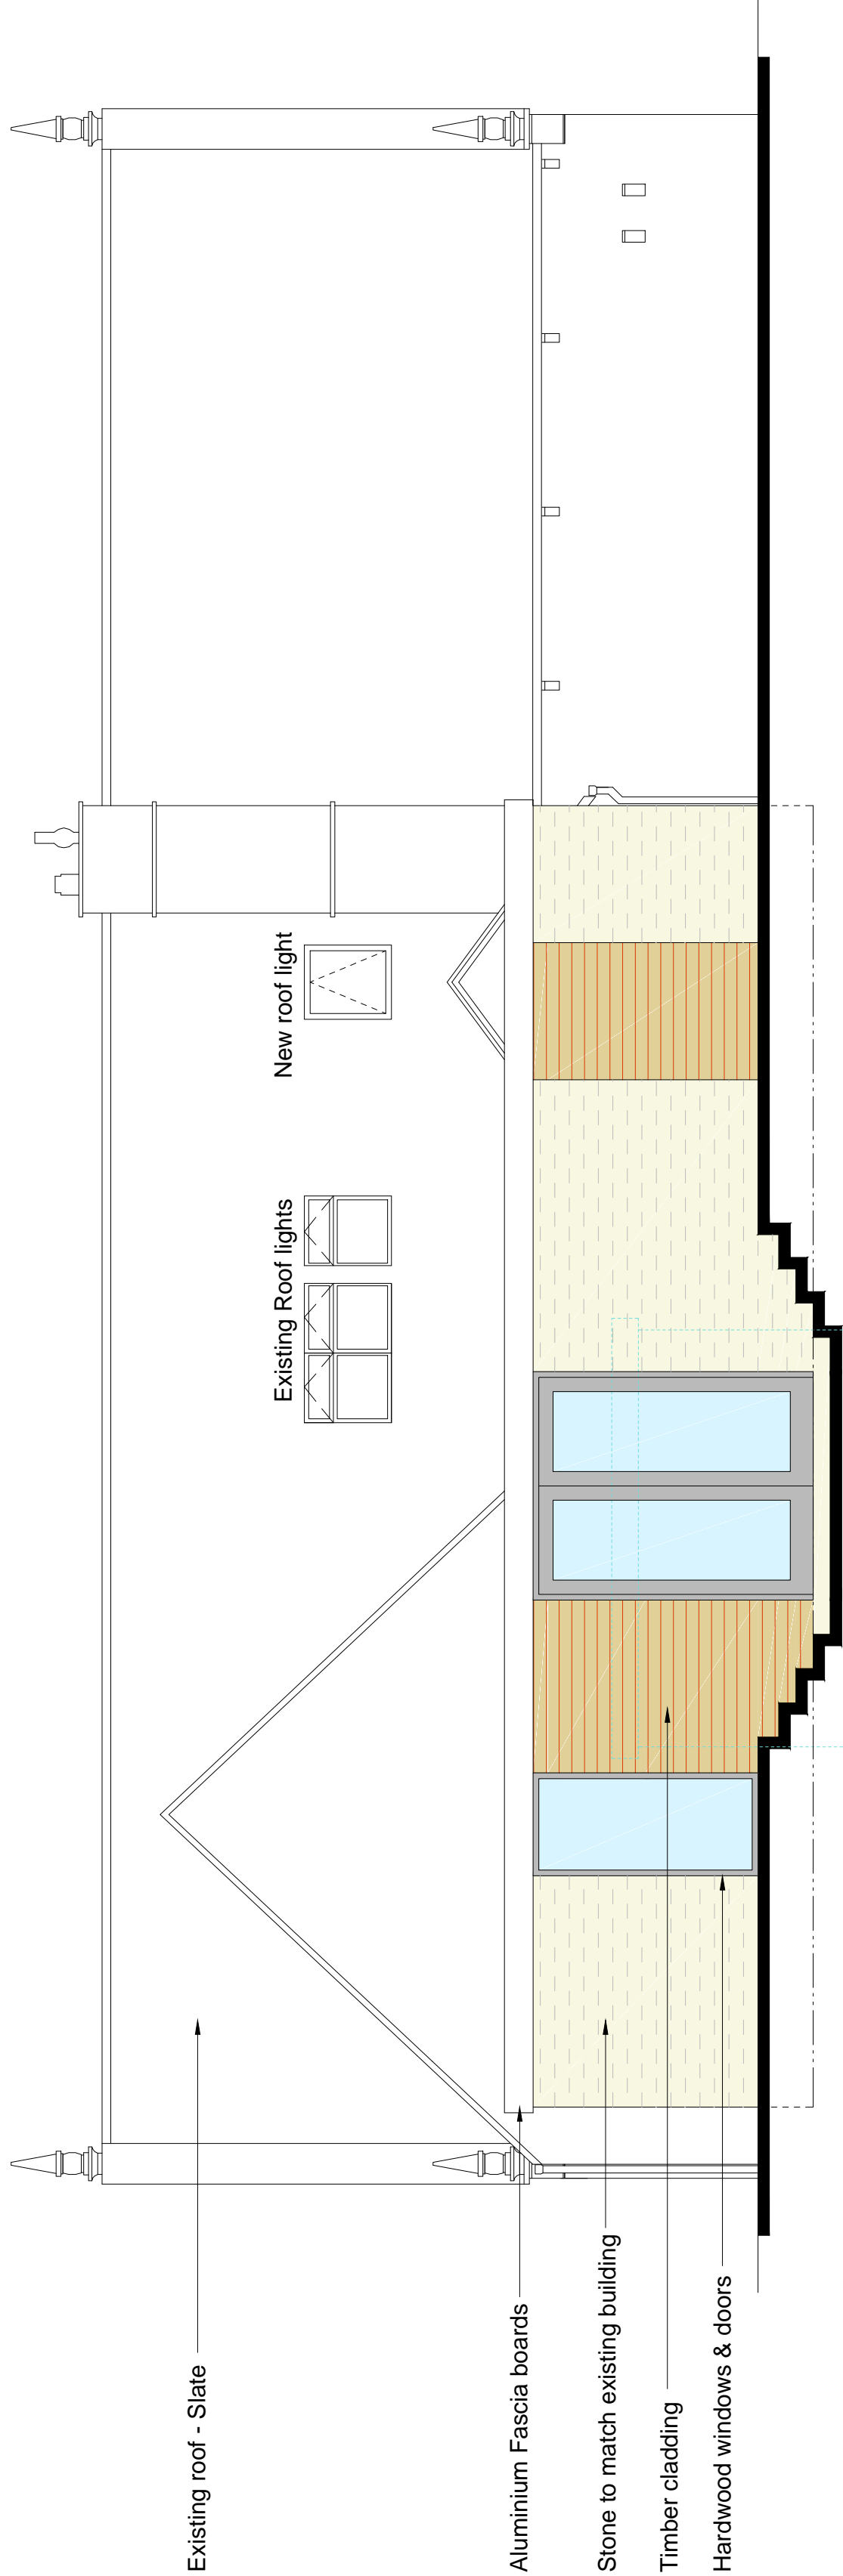 Existing roof - Slate
Existing Roof lights
New roof light
Aluminium Fascia boards
Stone to match existing building
Timber cladding
Hardwood windows & doors